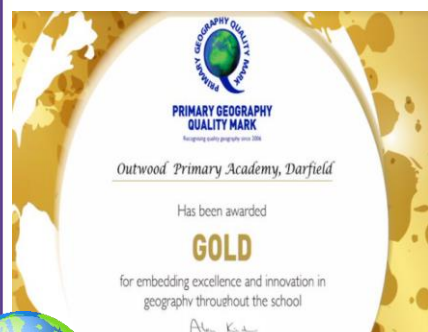 PRIMARY GEOGRAPHY QUALITY MARK
PRIMARY GEOGRAPHY
QUALITY MARK
Recognising quality geography since 2006
Outwood Primary Academy, Darfield
Has been awarded
GOLD
for embedding excellence and innovation in
geography throughout the school